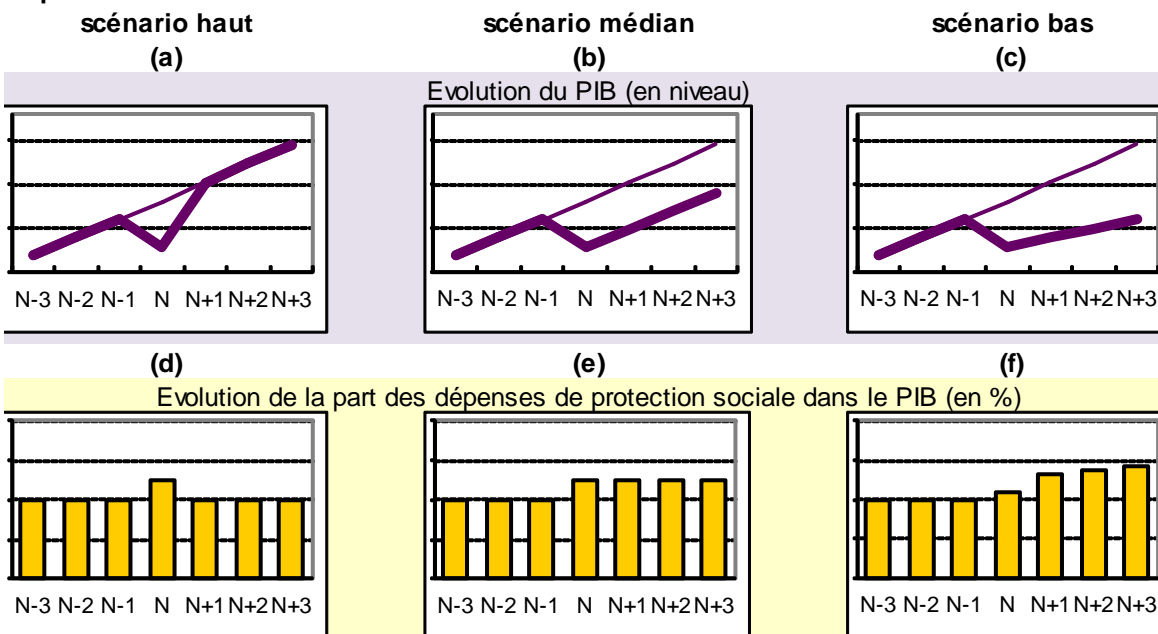 scénario haut scénario médian scénario bas
(a) (b) (c)
Evolution du PIB (en niveau)
N-3 N-2 N-1 N N+1 N+2 N+3 N-3 N-2 N-1 N N+1 N+2 N+3 N-3 N-2 N-1 N N+1 N+2 N+3
(d) (e) (f)
Evolution de la part des dépenses de protection sociale dans le PIB (en %)
N-3 N-2 N-1 N N+1 N+2 N+3 N-3 N-2 N-1 N N+1 N+2 N+3 N-3 N-2 N-1 N N+1 N+2 N+3